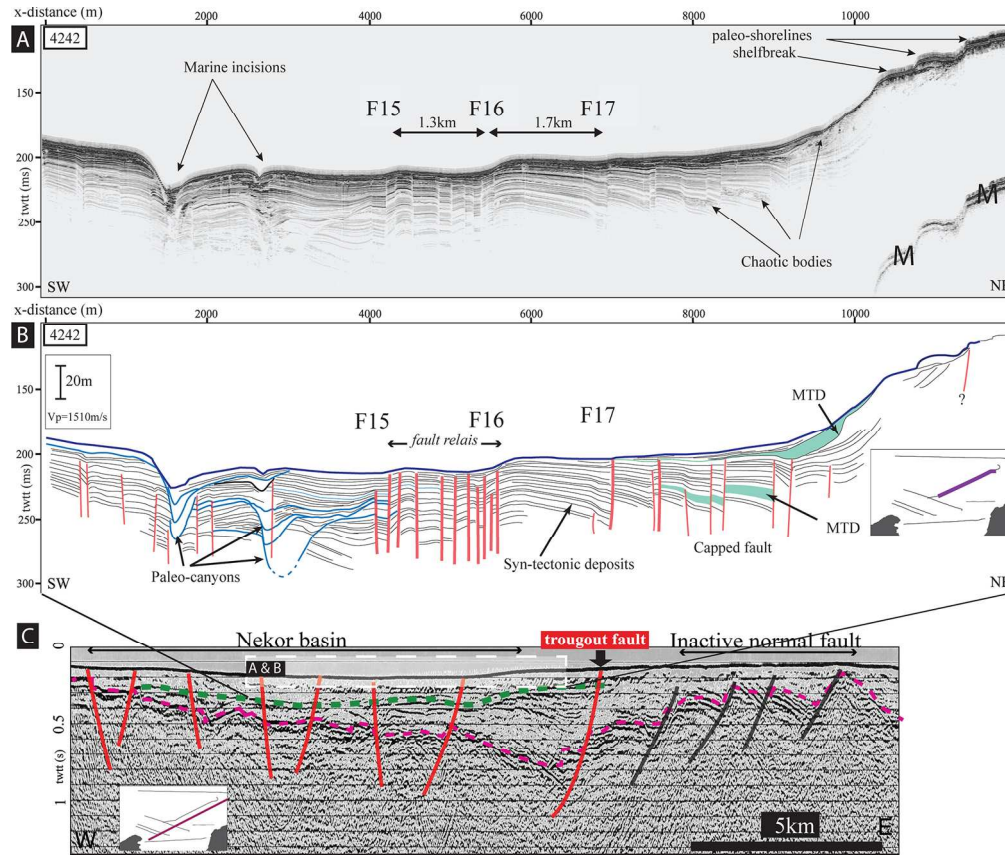 x-distance (m) 2000 4000 6000 8000 10000
A 4242
paleo-shorelines
shelfbreak
Marine incisions
F15 F16 F17
1.3km 1.7km
150
200
250
300
twtt (ms)
M
M
Chaotic bodies
SW
x-distance (m) 2000 4000 6000 8000 10000
B 4242
20m
Vp=1510m/s
150
200
250
300
twtt (ms)
F15 F16 F17
fault relais
MTD
?
MTD
Paleo-canyons
Syn-tectonic deposits
Capped fault
SW
C
Nekor basin
trougout fault
Inactive normal fault
A & B
0
0.5
1
twtt (s)
W
E
5km